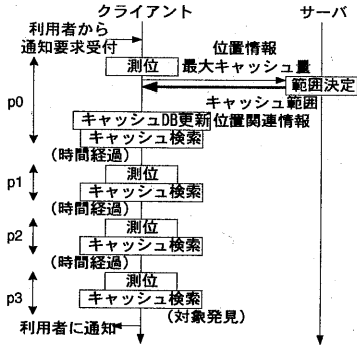 クライアント
サーバ
利用者から
通知要求受付
位置情報
測位
最大キャッシュ量
範囲決定
p0
キャッシュ範囲
キャッシュDB更新
位置関連情報
キャッシュ検索
(時間経過)
p1
測位
キャッシュ検索
(時間経過)
p2
測位
キャッシュ検索
(時間経過)
p3
測位
キャッシュ検索
(対象発見)
利用者に通知